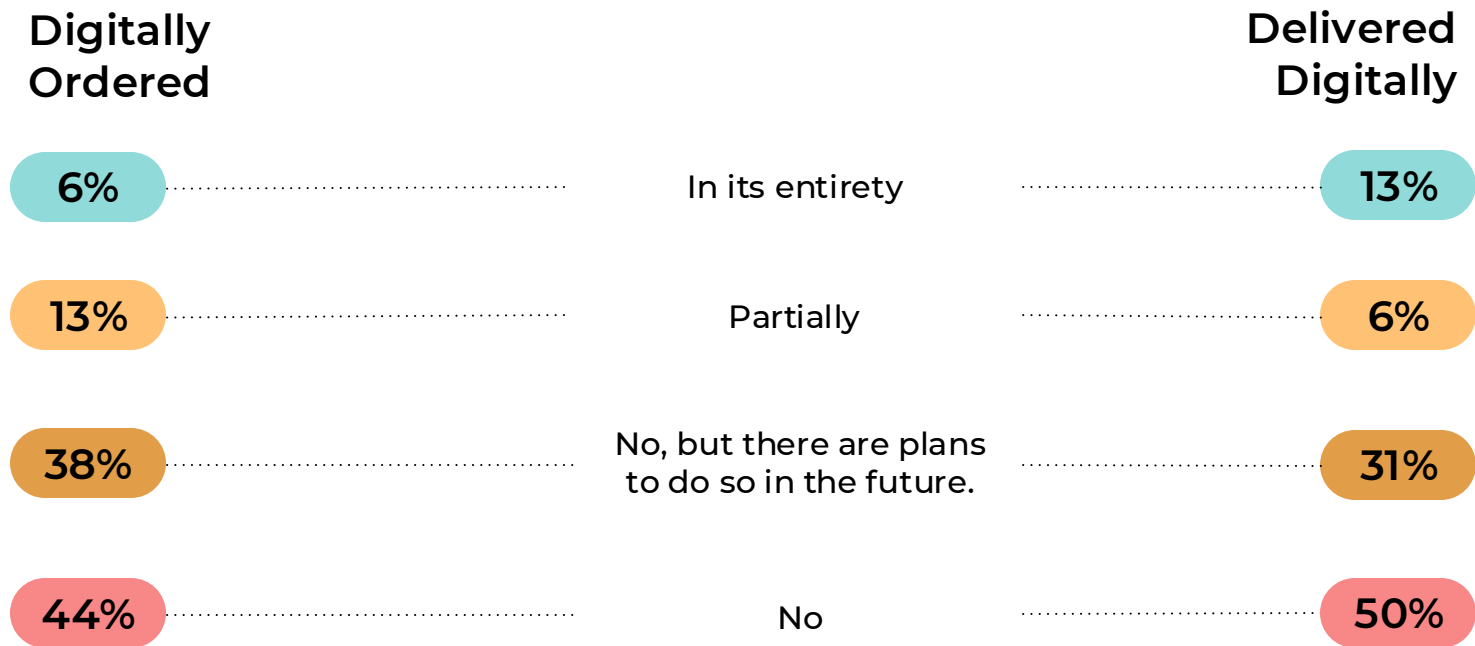 Digitally
Ordered
Delivered
Digitally
6%
In its entirety
13%
13%
Partially
6%
38%
No, but there are plans
to do so in the future.
31%
44%
No
50%